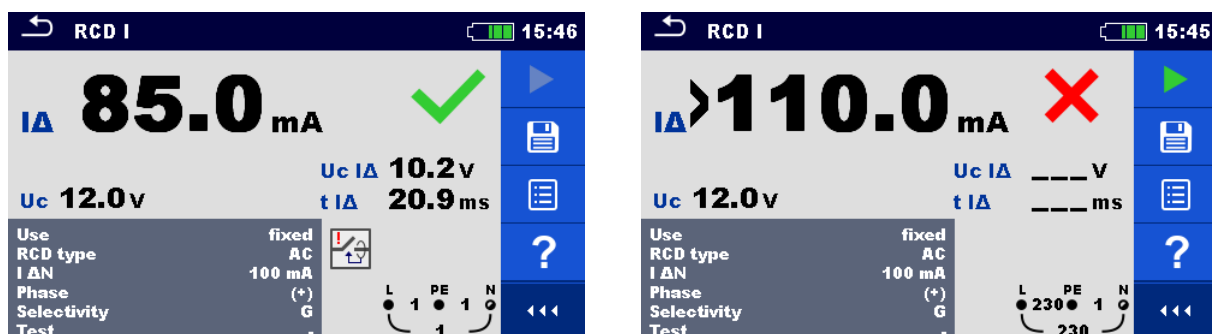 RCD I 15:46
IΔ 85.0 mA
Uc IΔ 10.2 V
Uc 12.0 V t IΔ 20.9 ms
Use fixed
RCD type AC
I ΔN 100 mA
Phase (+)
Selectivity G
Test -
?
L PE N
1 1
1
RCD I 15:45
IΔ >110.0 mA
Uc IΔ ___ V
Uc 12.0 V t IΔ ___ ms
Use fixed
RCD type AC
I ΔN 100 mA
Phase (+)
Selectivity G
Test -
?
L PE N
230 1
230